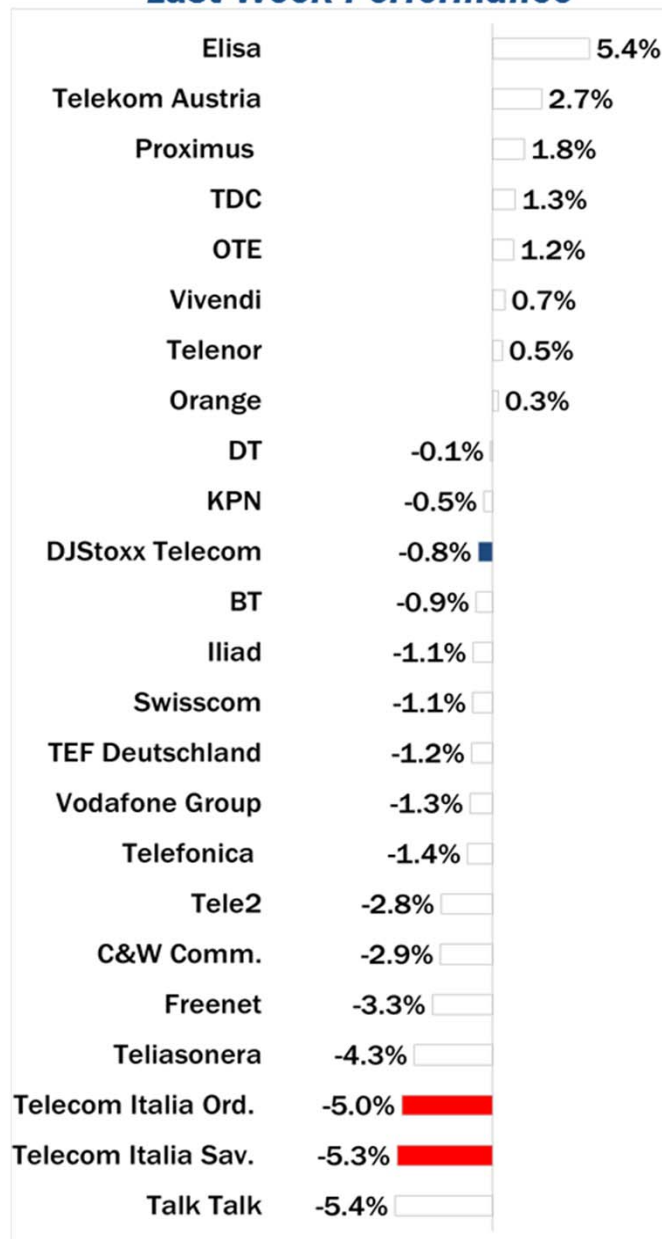 Last Week Performance
Elisa 5.4%
Telekom Austria 2.7%
Proximus 1.8%
TDC 1.3%
OTE 1.2%
Vivendi 0.7%
Telenor 0.5%
Orange 0.3%
DT -0.1%
KPN -0.5%
DJStoxx Telecom -0.8%
BT -0.9%
Iliad -1.1%
Swisscom -1.1%
TEF Deutschland -1.2%
Vodafone Group -1.3%
Telefonica -1.4%
Tele2 -2.8%
C&W Comm. -2.9%
Freenet -3.3%
Teliasonera -4.3%
Telecom Italia Ord. -5.0%
Telecom Italia Sav. -5.3%
Talk Talk -5.4%